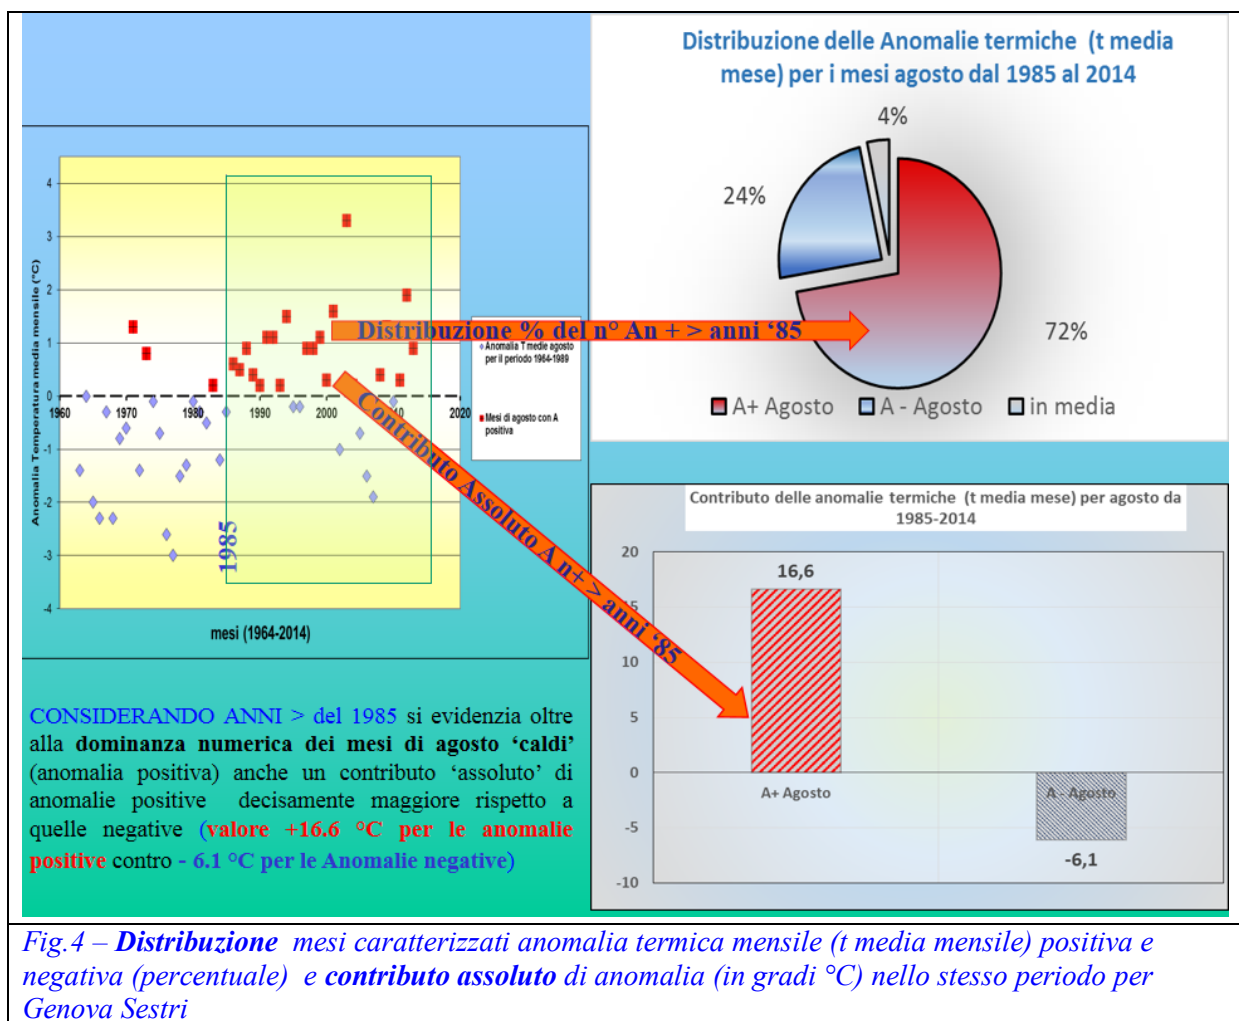 Distribuzione delle Anomalie termiche (t media
mese) per i mesi agosto dal 1985 al 2014
4%
24%
72%
A+ Agosto A - Agosto in media
Anomalia Temperatura media mensile (°C)
4
3
2
1
0
-1
-2
-3
-4
1960 1970 1980 1990 2000 2020
1985
mesi (1964-2014)
Anomalia T medie agosto
per il periodo 1964-1989
Mesi di agosto con A
positiva
Distribuzione % del n° An + > anni ‘85
Contributo Assoluto A n+ > anni ‘85
Contributo delle anomalie termiche (t media mese) per agosto da
1985-2014
20
15
10
5
0
-5
-10
16,6
A+ Agosto
A - Agosto
-6,1
CONSIDERANDO ANNI > del 1985 si evidenzia oltre
alla dominanza numerica dei mesi di agosto ‘caldi’
(anomalia positiva) anche un contributo ‘assoluto’ di
anomalie positive decisamente maggiore rispetto a
quelle negative (valore +16.6 °C per le anomalie
positive contro - 6.1 °C per le Anomalie negative)
Fig.4 – Distribuzione mesi caratterizzati anomalia termica mensile (t media mensile) positiva e
negativa (percentuale) e contributo assoluto di anomalia (in gradi °C) nello stesso periodo per
Genova Sestri